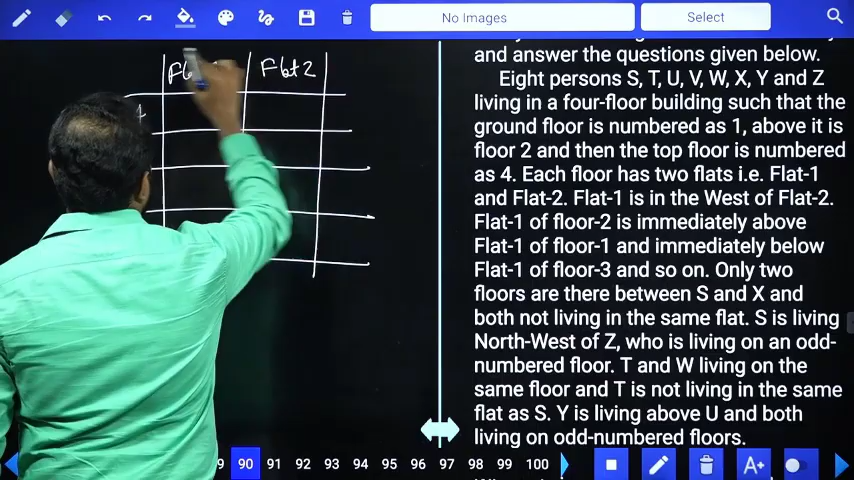 No Images
Select
and answer the questions given below.
Eight persons S, T, U, V, W, X, Y and Z
living in a four-floor building such that the
ground floor is numbered as 1, above it is
floor 2 and then the top floor is numbered
as 4. Each floor has two flats i.e. Flat-1
and Flat-2. Flat-1 is in the West of Flat-2.
Flat-1 of floor-2 is immediately above
Flat-1 of floor-1 and immediately below
Flat-1 of floor-3 and so on. Only two
floors are there between S and X and
both not living in the same flat. S is living
North-West of Z, who is living on an odd-
numbered floor. T and W living on the
same floor and T is not living in the same
flat as S. Y is living above U and both
living on odd-numbered floors.
Flat 2
9 90 91 92 93 94 95 96 97 98 99 100
A+